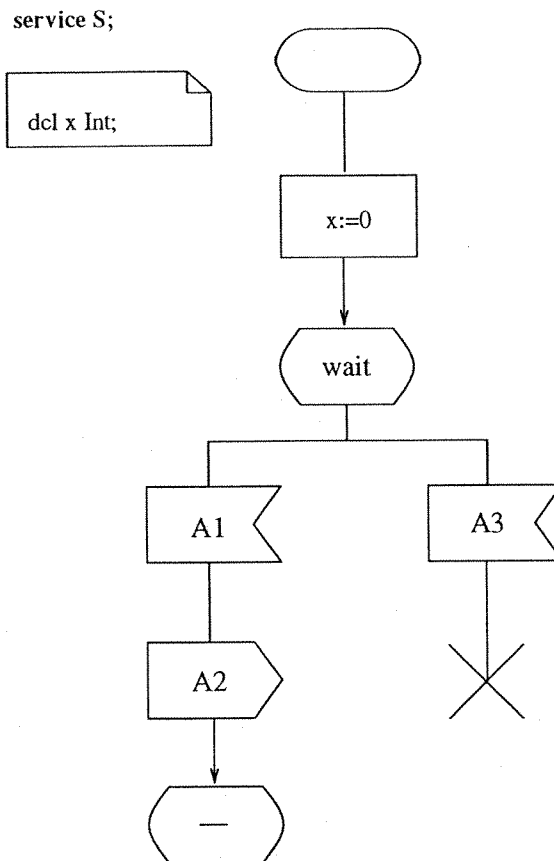 service S;
dcl x Int;
x:=0
wait
A1
A3
A2
—